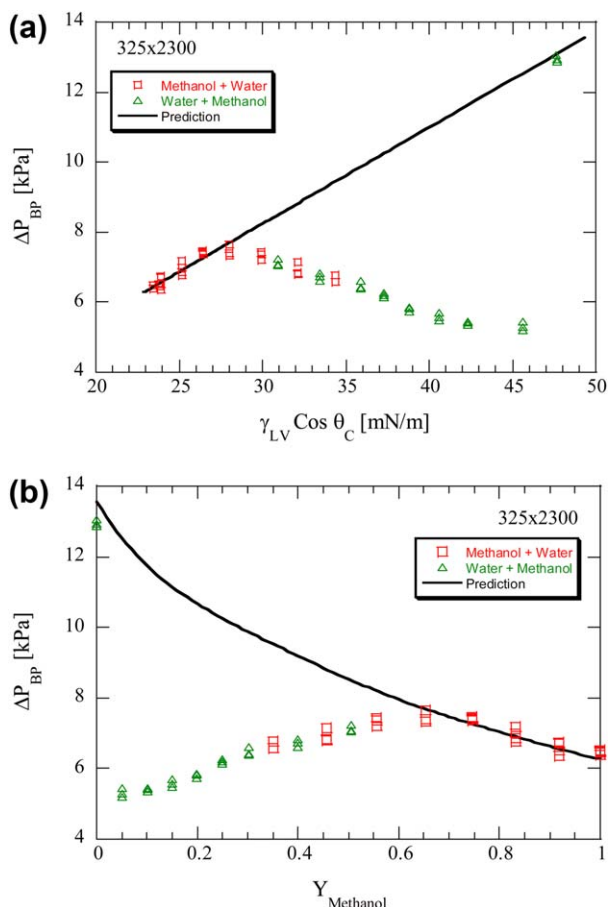 (a)
14
325x2300
Methanol + Water
Water + Methanol
Prediction
12
10
ΔP_BP [kPa]
8
6
4
20 25 30 35 40 45 50
γ_LV Cos θ_C [mN/m]
(b)
14
325x2300
Methanol + Water
Water + Methanol
Prediction
12
10
ΔP_BP [kPa]
8
6
4
0 0.2 0.4 0.6 0.8 1
Y_Methanol